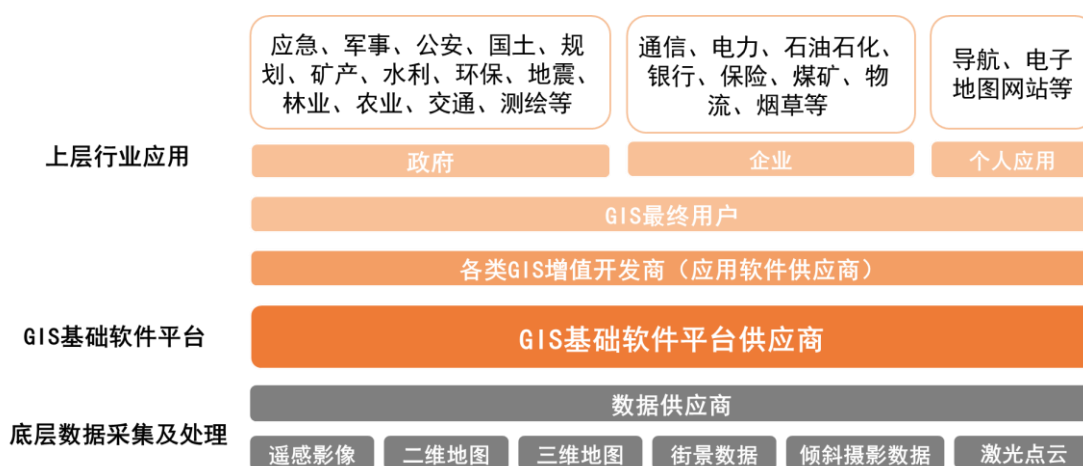 应急、军事、公安、国土、规
划、矿产、水利、环保、地震、
林业、农业、交通、测绘等
通信、电力、石油石化、
银行、保险、煤矿、物
流、烟草等
导航、电子
地图网站等
上层行业应用
政府
企业
个人应用
GIS最终用户
各类GIS增值开发商（应用软件供应商）
GIS基础软件平台
GIS基础软件平台供应商
数据供应商
底层数据采集及处理
遥感影像
二维地图
三维地图
街景数据
倾斜摄影数据
激光点云